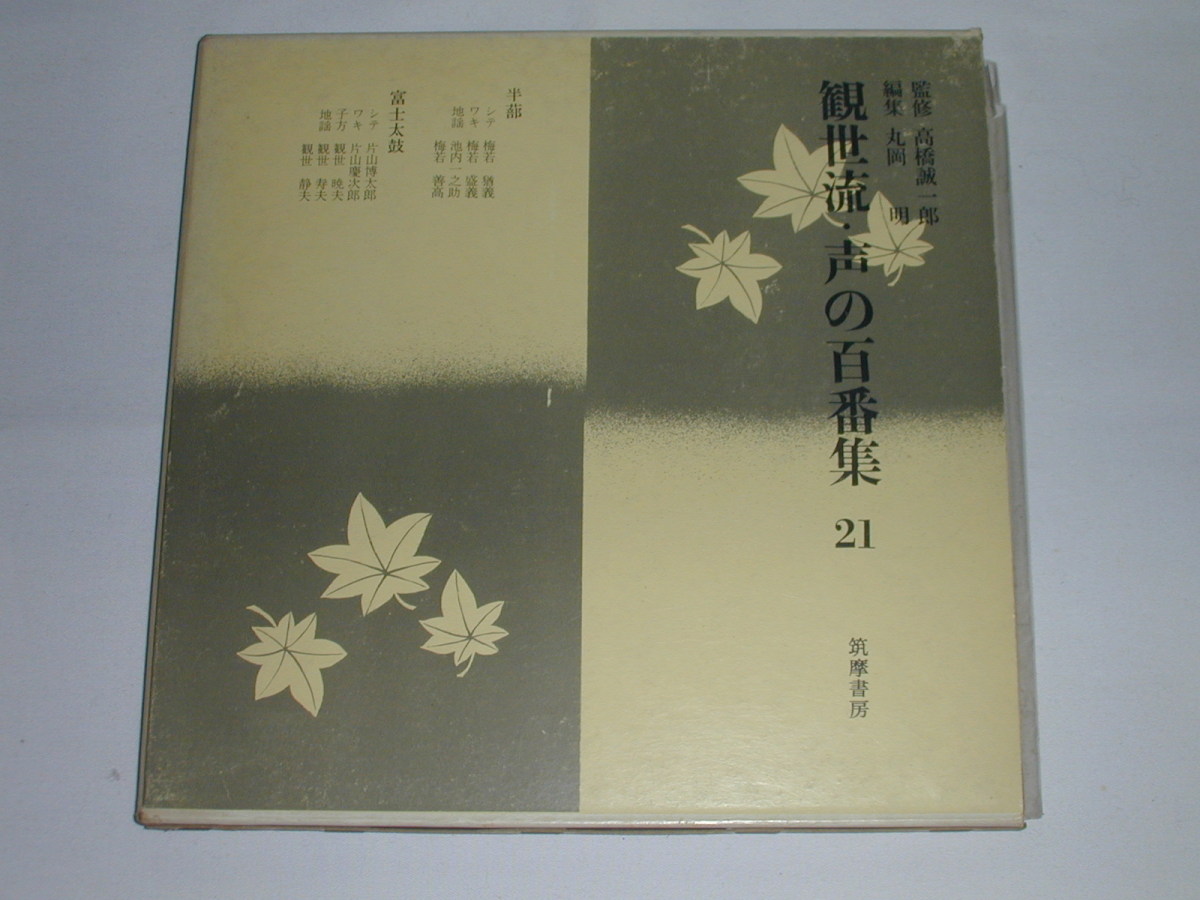 監修 高橋誠一郎
編集 丸岡 明
観世流・声の百番集 21
筑摩書房
半蔀
シテ 梅若 猶義
ワキ 梅若 盛義
地謡 池内一之助
梅若 善高
富士太鼓
シテ 片山博太郎
ワキ 片山慶次郎
子方 観世 暁夫
地謡 観世 寿夫
観世 静夫